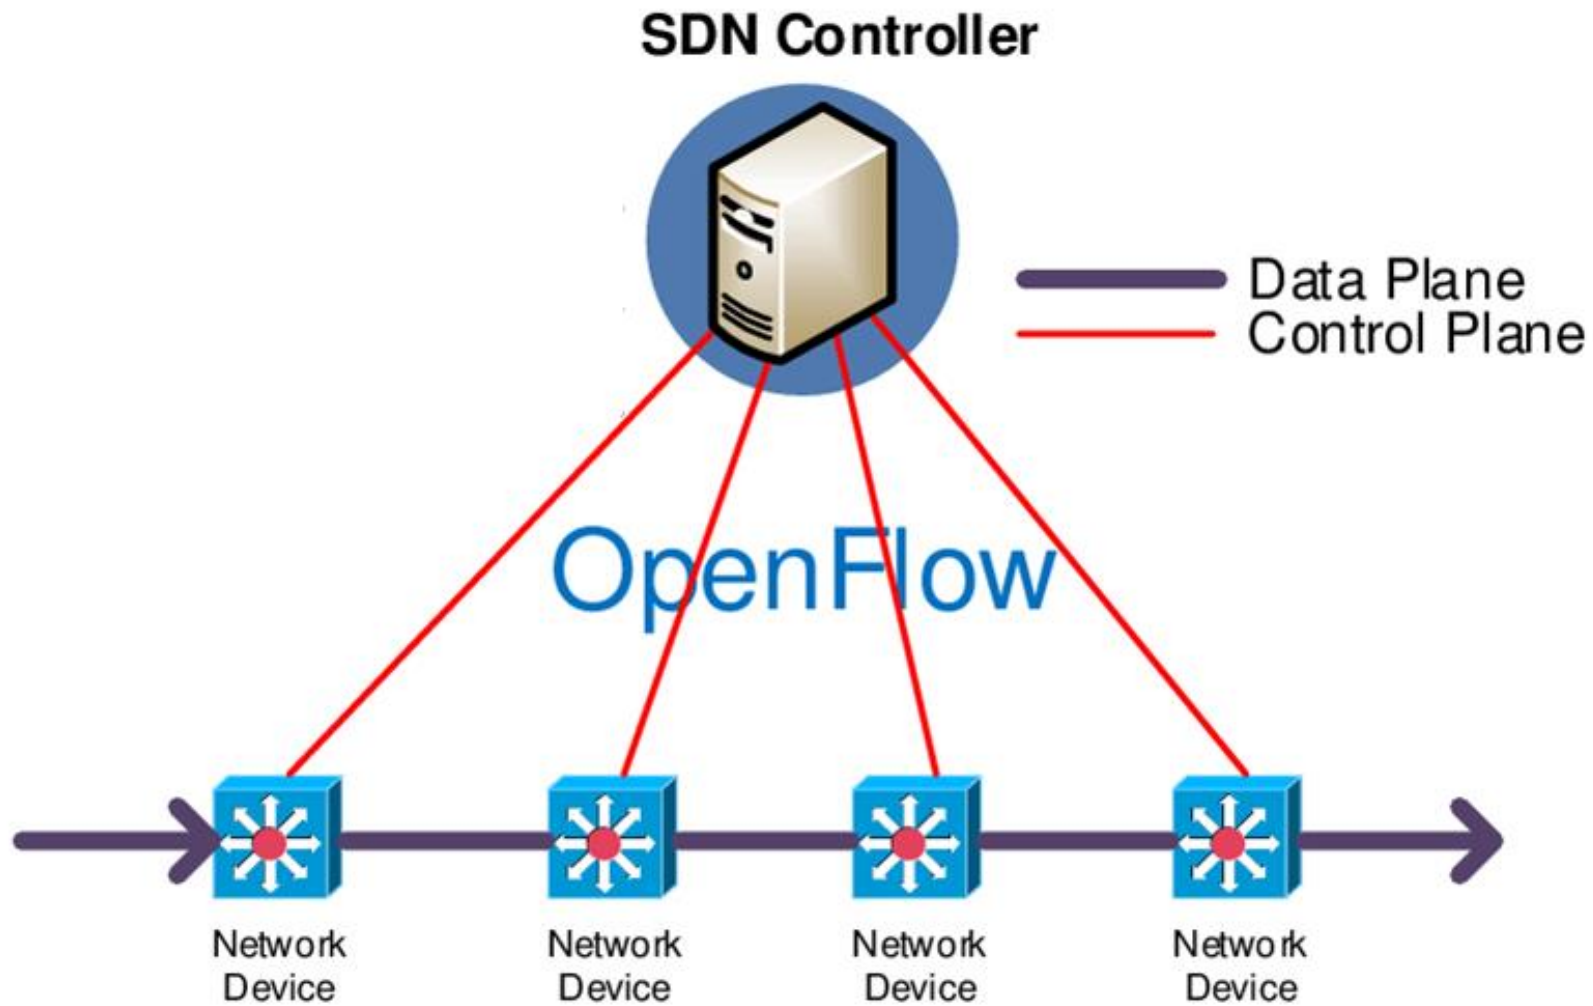 SDN Controller
Data Plane
Control Plane
OpenFlow
Network
Device
Network
Device
Network
Device
Network
Device